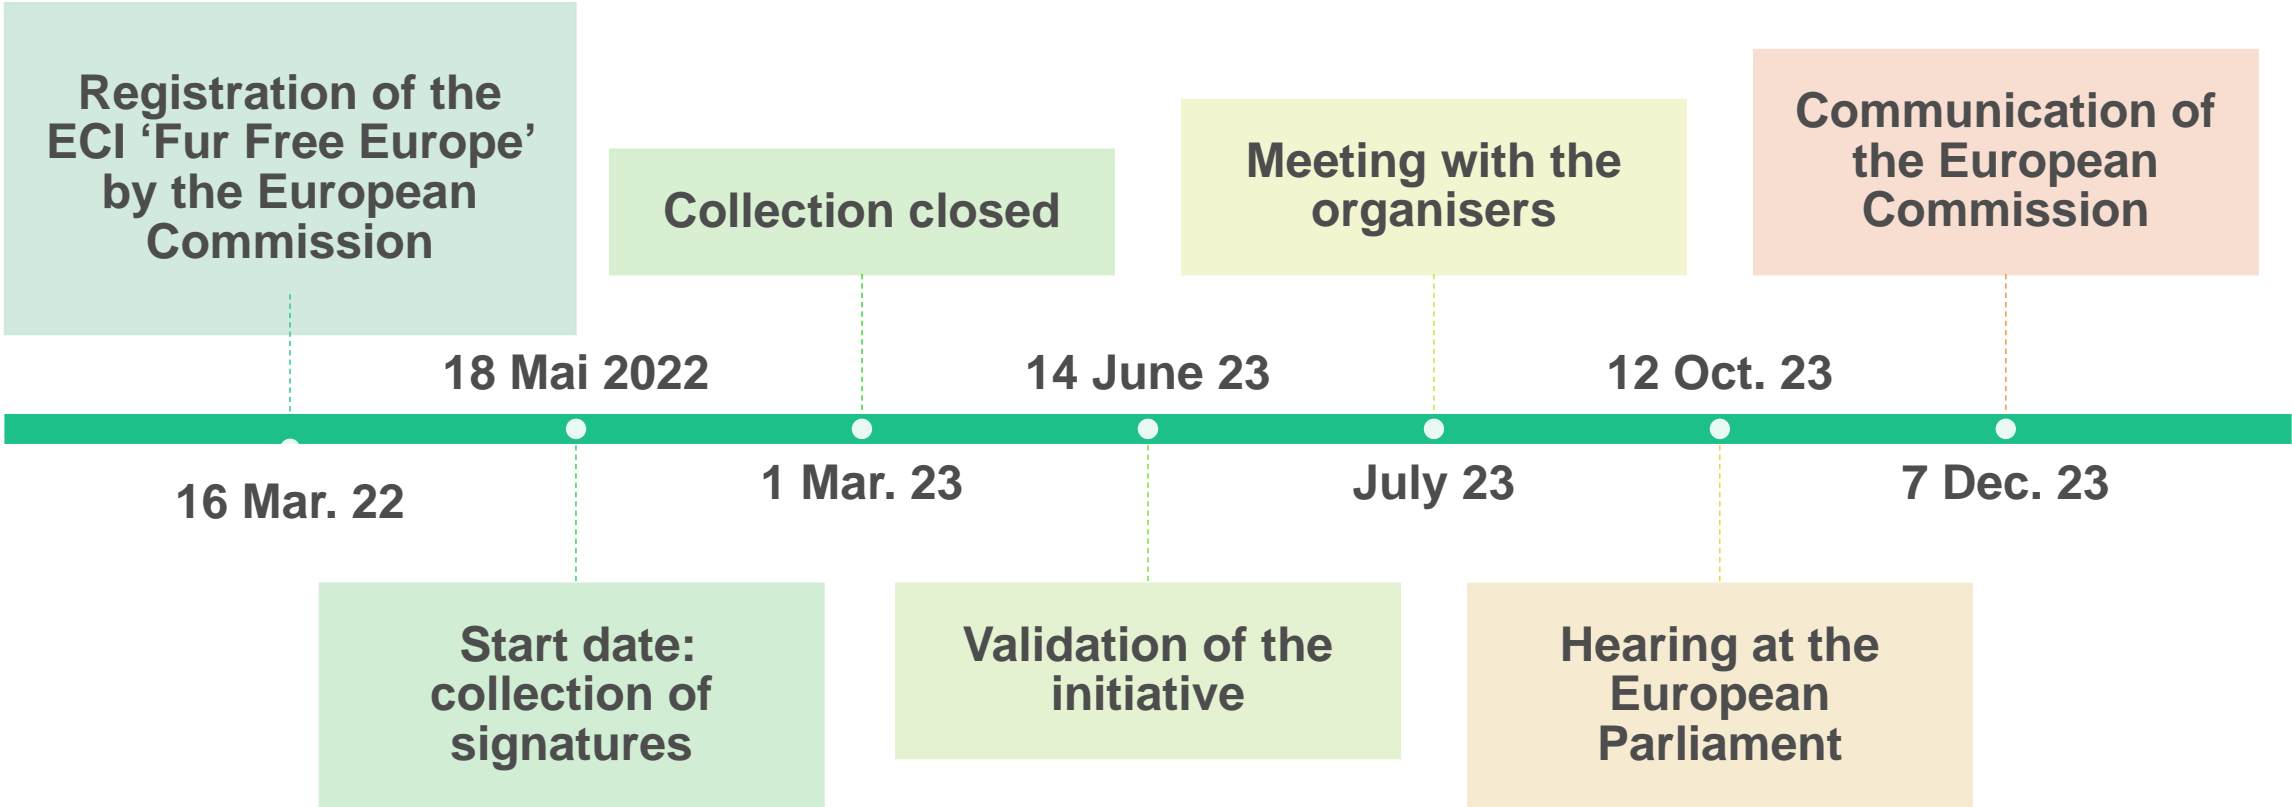 Registration of the
ECI ‘Fur Free Europe’
by the European
Commission
16 Mar. 22
18 Mai 2022
Start date:
collection of
signatures
Collection closed
1 Mar. 23
14 June 23
Validation of the
initiative
Meeting with the
organisers
July 23
12 Oct. 23
Hearing at the
European
Parliament
Communication of
the European
Commission
7 Dec. 23